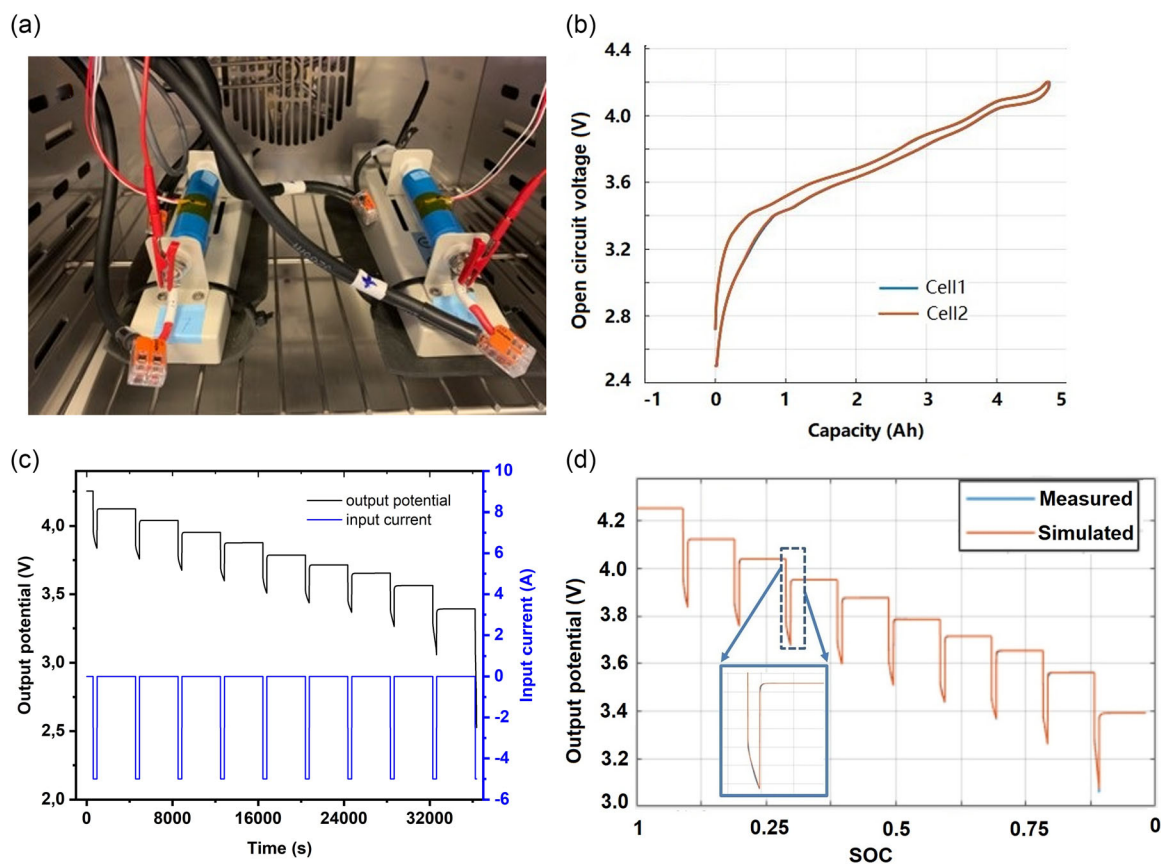 (a)
(b)
4.4
4.0
3.6
3.2
2.8
2.4
Open circuit voltage (V)
Cell1
Cell2
-1 0 1 2 3 4 5
Capacity (Ah)
(c)
output potential
input current
4,0
3,5
3,0
2,5
2,0
Output potential (V)
10
8
6
4
2
0
-2
-4
-6
Input current (A)
0 8000 16000 24000 32000
Time (s)
(d)
Measured
Simulated
4.2
4.0
3.8
3.6
3.4
3.2
3.0
Output potential (V)
1 0.25 0.5 0.75 0
SOC